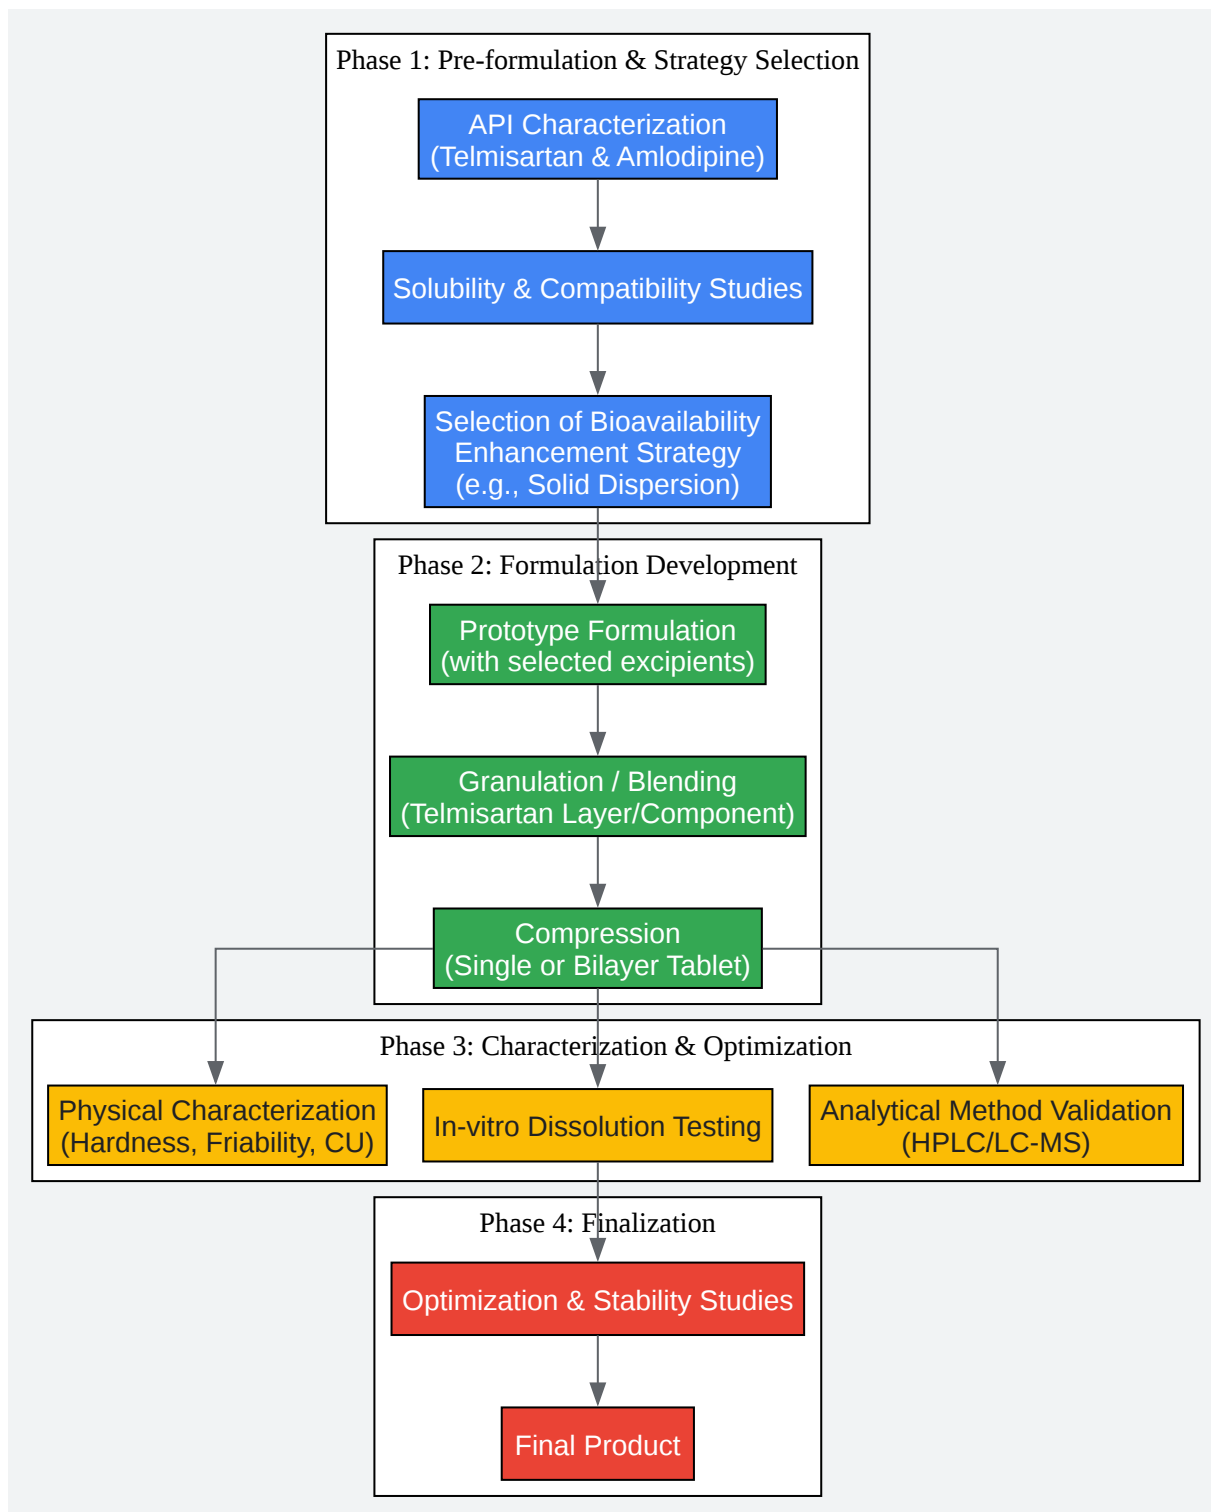 Phase 1: Pre-formulation & Strategy Selection
API Characterization
(Telmisartan & Amlodipine)
Solubility & Compatibility Studies
Selection of Bioavailability
Enhancement Strategy
(e.g., Solid Dispersion)
Phase 2: Formulation Development
Prototype Formulation
(with selected excipients)
Granulation / Blending
(Telmisartan Layer/Component)
Compression
(Single or Bilayer Tablet)
Phase 3: Characterization & Optimization
Physical Characterization
(Hardness, Friability, CU)
In-vitro Dissolution Testing
Analytical Method Validation
(HPLC/LC-MS)
Phase 4: Finalization
Optimization & Stability Studies
Final Product